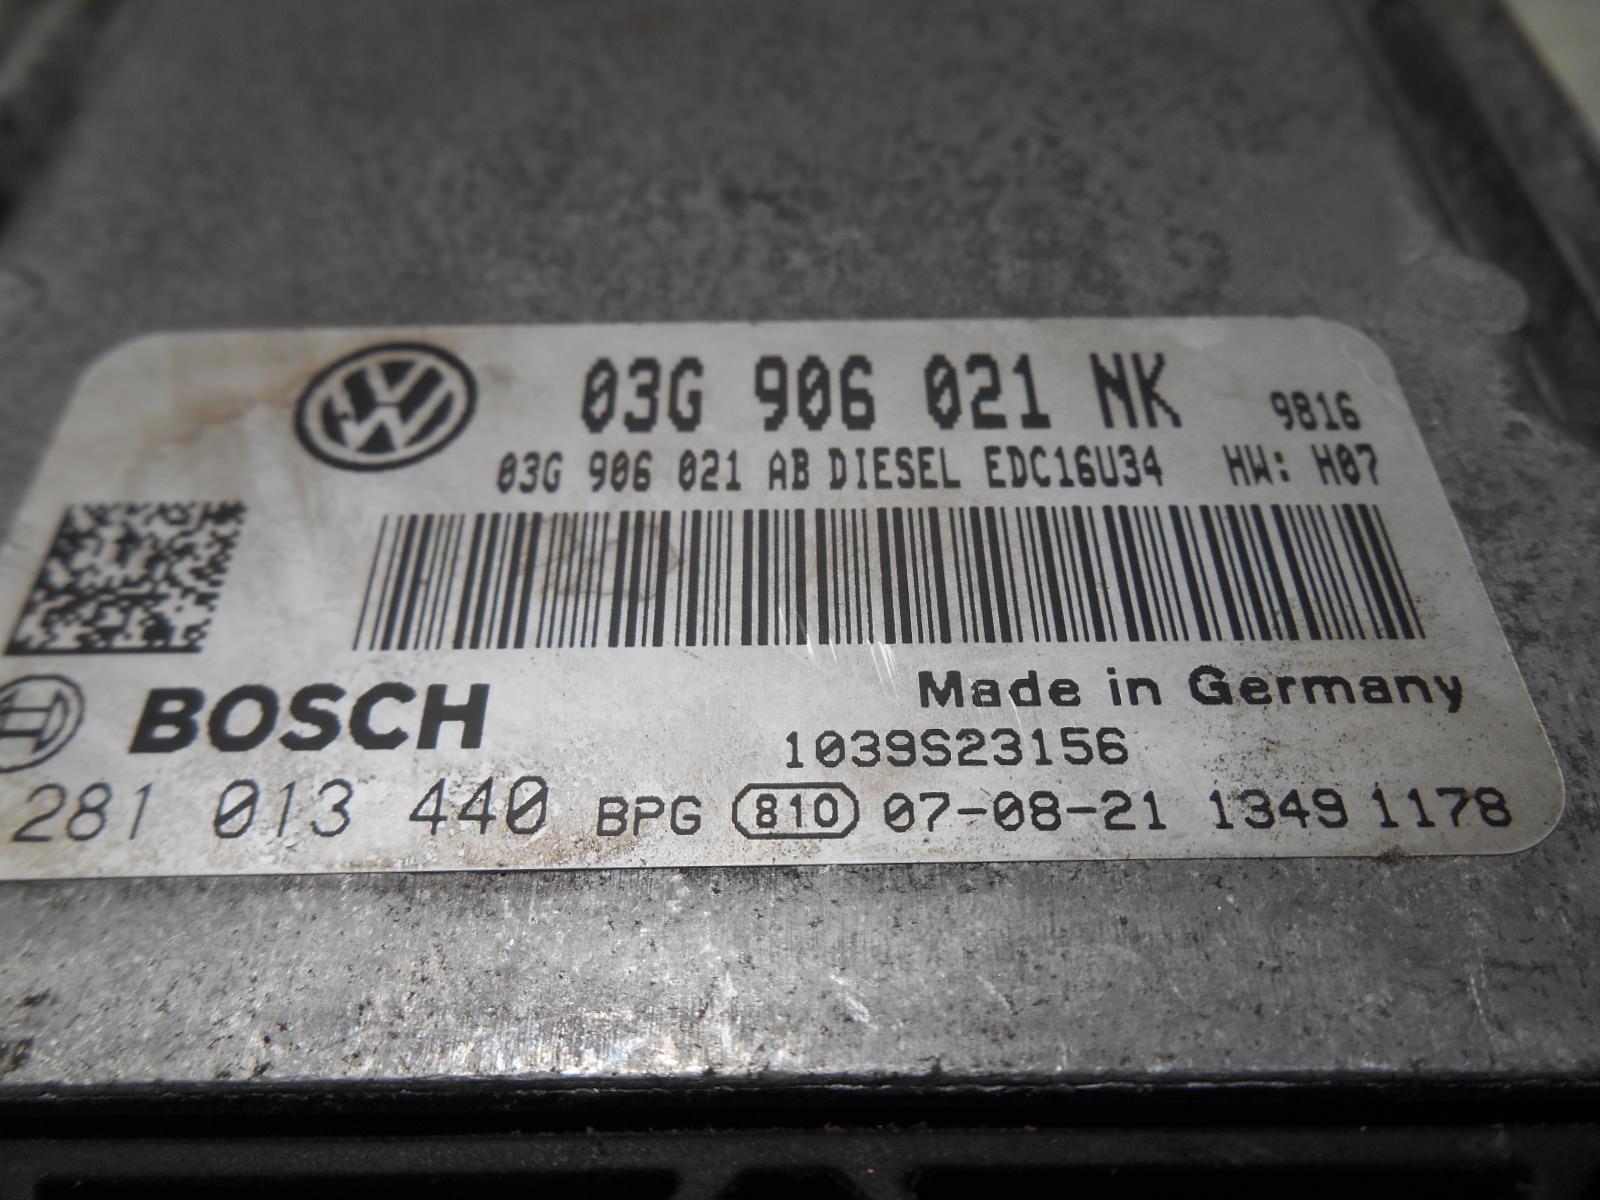 03G 906 021 NK 9816
03G 906 021 AB DIESEL EDC16U34 HW: H07
Made in Germany
BOSCH
1039S23156
281 013 440 BPG 810 07-08-21 1349 1178